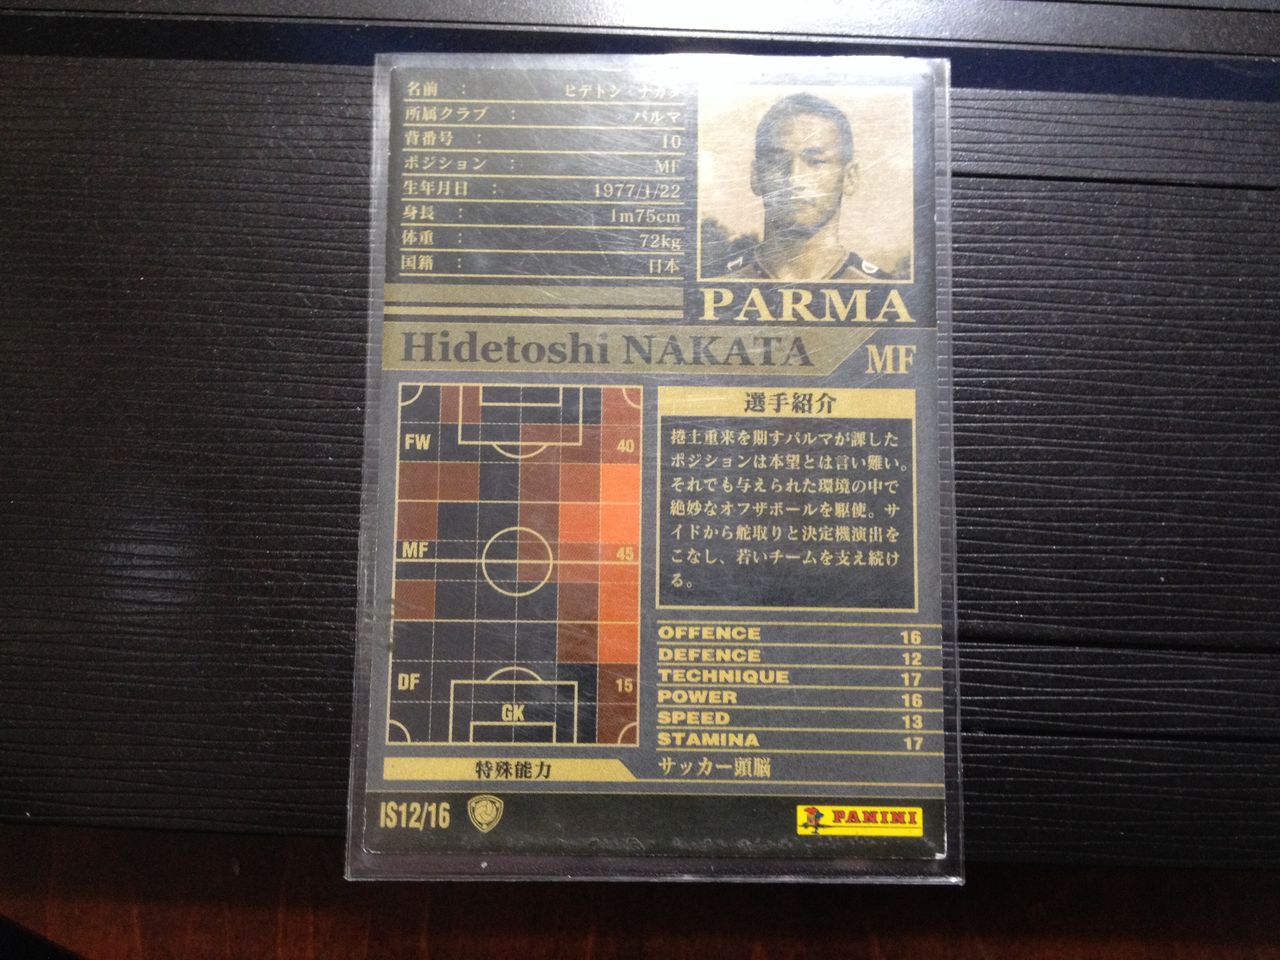 名前 : ヒデトシ・ナカタ
所属クラブ : パルマ
背番号 : 10
ポジション : MF
生年月日 : 1977/1/22
身長 : 1m75cm
体重 : 72kg
国籍 : 日本
PARMA
Hidetoshi NAKATA
MF
FW 40
MF 45
DF 15
GK
選手紹介
捲土重来を期すパルマが課した
ポジションは本望とは言い難い。
それでも与えられた環境の中で
絶妙なオフザボールを駆使。サ
イドから舵取りと決定機演出を
こなし、若いチームを支え続け
る。
OFFENCE 16
DEFENCE 12
TECHNIQUE 17
POWER 16
SPEED 13
STAMINA 17
特殊能力 サッカー頭脳
IS12/16
PANINI